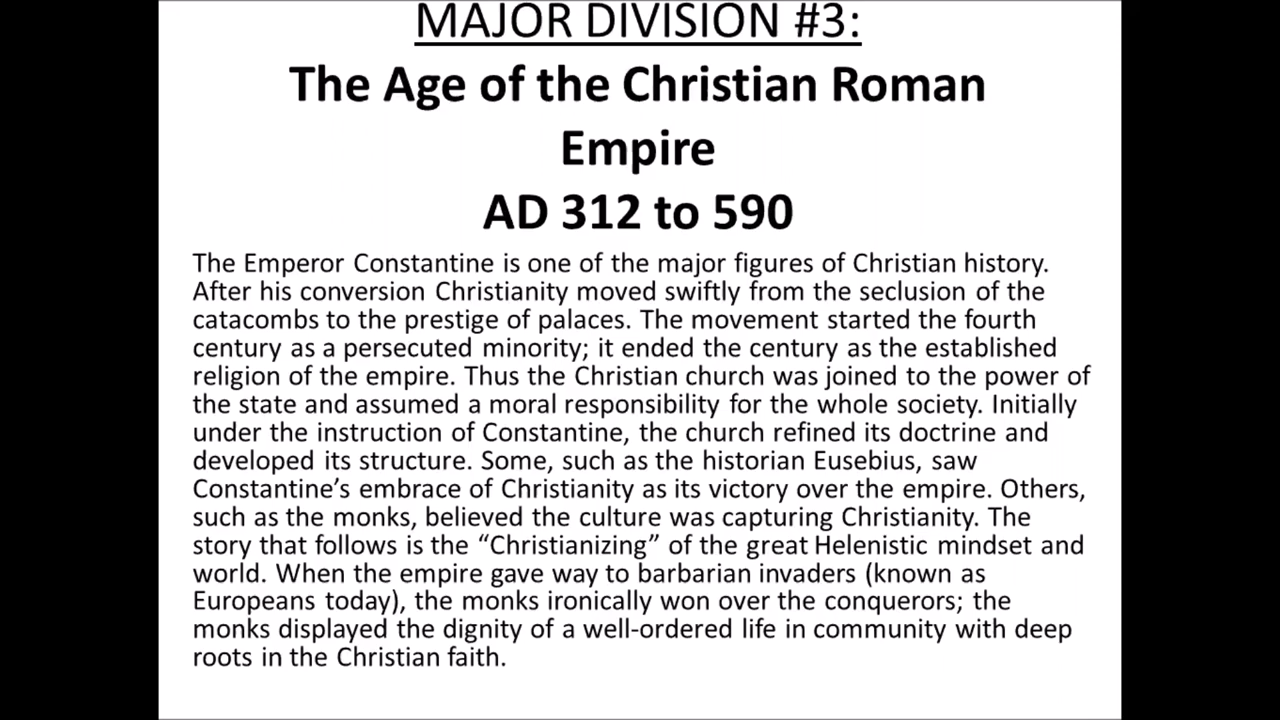 MAJOR DIVISION #3:
The Age of the Christian Roman
Empire
AD 312 to 590
The Emperor Constantine is one of the major figures of Christian history.
After his conversion Christianity moved swiftly from the seclusion of the
catacombs to the prestige of palaces. The movement started the fourth
century as a persecuted minority; it ended the century as the established
religion of the empire. Thus the Christian church was joined to the power of
the state and assumed a moral responsibility for the whole society. Initially
under the instruction of Constantine, the church refined its doctrine and
developed its structure. Some, such as the historian Eusebius, saw
Constantine’s embrace of Christianity as its victory over the empire. Others,
such as the monks, believed the culture was capturing Christianity. The
story that follows is the “Christianizing” of the great Helenistic mindset and
world. When the empire gave way to barbarian invaders (known as
Europeans today), the monks ironically won over the conquerors; the
monks displayed the dignity of a well-ordered life in community with deep
roots in the Christian faith.